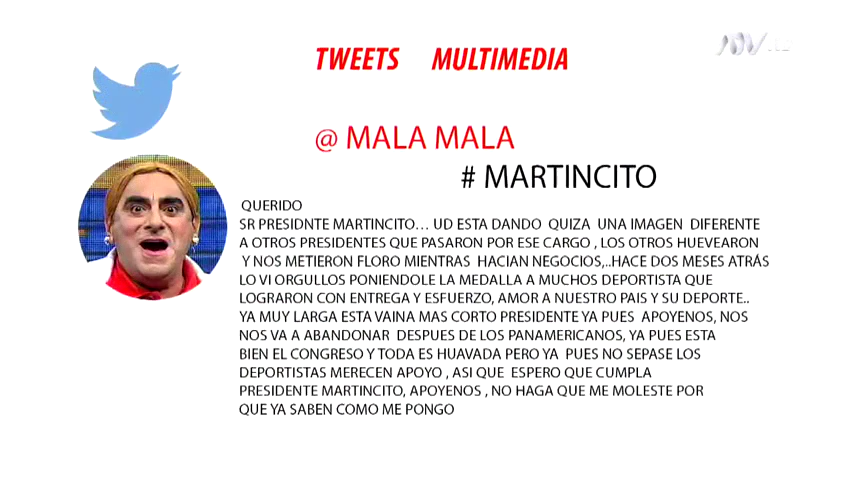 TWEETS MULTIMEDIA
@ MALA MALA
# MARTINCITO
QUERIDO
SR PRESIDNTE MARTINCITO... UD ESTA DANDO QUIZA UNA IMAGEN DIFERENTE
A OTROS PRESIDENTES QUE PASARON POR ESE CARGO , LOS OTROS HUEVEARON
Y NOS METIERON FLORO MIENTRAS HACIAN NEGOCIOS,..HACE DOS MESES ATRÁS
LO VI ORGULLOS PONIENDOLE LA MEDALLA A MUCHOS DEPORTISTA QUE
LOGRARON CON ENTREGA Y ESFUERZO, AMOR A NUESTRO PAIS Y SU DEPORTE..
YA MUY LARGA ESTA VAINA MAS CORTO PRESIDENTE YA PUES APOYENOS, NOS
NOS VA A ABANDONAR DESPUES DE LOS PANAMERICANOS, YA PUES ESTA
BIEN EL CONGRESO Y TODA ES HUAVADA PERO YA PUES NO SEPASE LOS
DEPORTISTAS MERECEN APOYO , ASI QUE ESPERO QUE CUMPLA
PRESIDENTE MARTINCITO, APOYENOS , NO HAGA QUE ME MOLESTE POR
QUE YA SABEN COMO ME PONGO